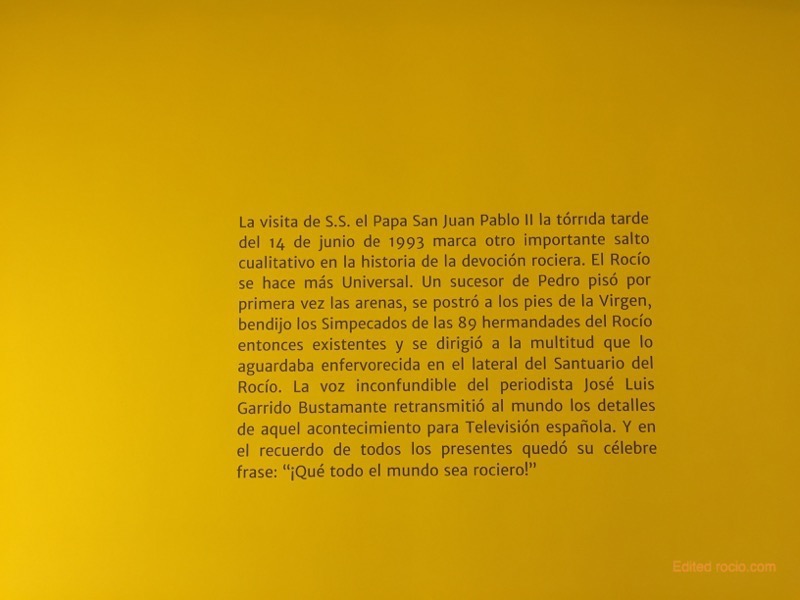 La visita de S.S. el Papa San Juan Pablo II la tórrida tarde
del 14 de junio de 1993 marca otro importante salto
cualitativo en la historia de la devoción rociera. El Rocío
se hace más Universal. Un sucesor de Pedro pisó por
primera vez las arenas, se postró a los pies de la Virgen,
bendijo los Simpecados de las 89 hermandades del Rocío
entonces existentes y se dirigió a la multitud que lo
aguardaba enfervorecida en el lateral del Santuario del
Rocío. La voz inconfundible del periodista José Luis
Garrido Bustamante retransmitió al mundo los detalles
de aquel acontecimiento para Televisión española. Y en
el recuerdo de todos los presentes quedó su célebre
frase: “¡Qué todo el mundo sea rociero!”
Edited rocio.com